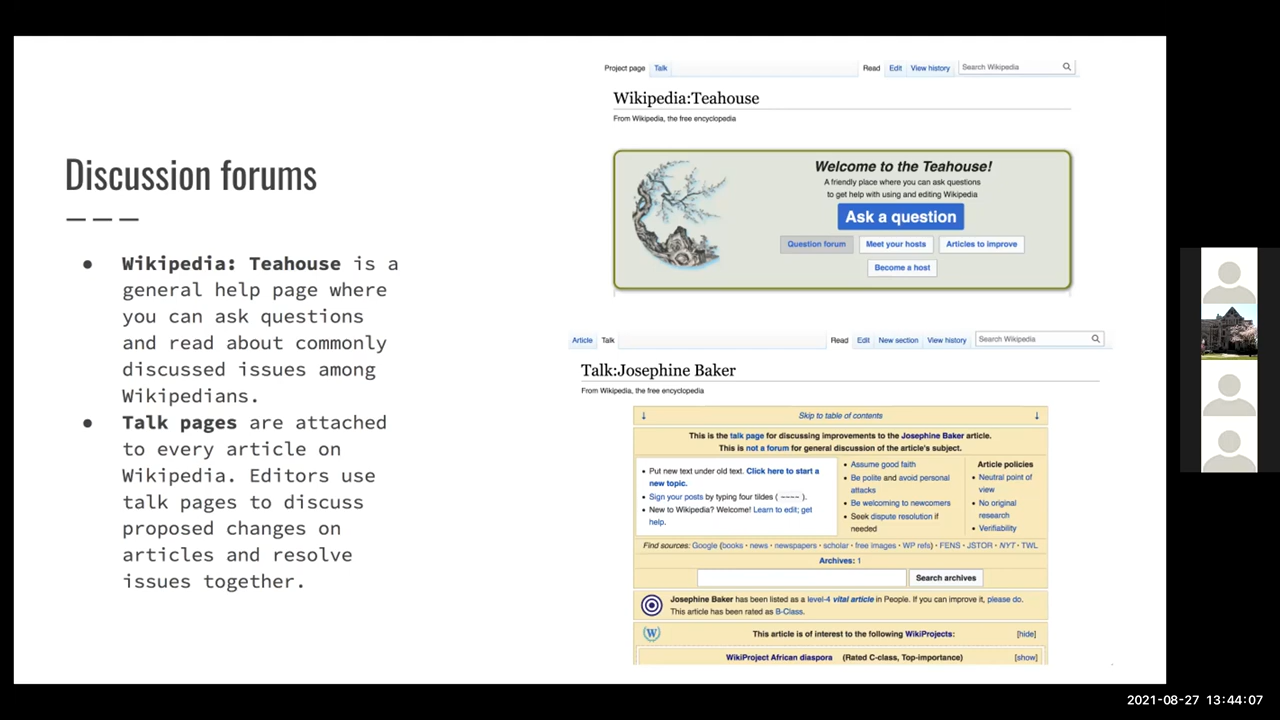 Discussion forums
● Wikipedia: Teahouse is a
general help page where
you can ask questions
and read about commonly
discussed issues among
Wikipedians.
● Talk pages are attached
to every article on
Wikipedia. Editors use
talk pages to discuss
proposed changes on
articles and resolve
issues together.
Project page Talk Read Edit View history Search Wikipedia
Wikipedia:Teahouse
From Wikipedia, the free encyclopedia
Welcome to the Teahouse!
A friendly place where you can ask questions
to get help with using and editing Wikipedia
Ask a question
Question forum Meet your hosts Articles to improve
Become a host
Article Talk Read Edit New section View history Search Wikipedia
Talk:Josephine Baker
From Wikipedia, the free encyclopedia
↓ Skip to table of contents ↓
This is the talk page for discussing improvements to the Josephine Baker article.
This is not a forum for general discussion of the article's subject.
• Put new text under old text. Click here to start a
new topic.
• Sign your posts by typing four tildes ( ~~~~ ).
• New to Wikipedia? Welcome! Learn to edit; get
help.
• Assume good faith
• Be polite and avoid personal
attacks
• Be welcoming to newcomers
• Seek dispute resolution if
needed
Article policies
• Neutral point of
view
• No original
research
• Verifiability
Find sources: Google (books · news · newspapers · scholar · free images · WP refs) · FENS · JSTOR · NYT · TWL
Archives: 1
Search archives
Josephine Baker has been listed as a level-4 vital article in People. If you can improve it, please do.
This article has been rated as B-Class.
W This article is of interest to the following WikiProjects: [hide]
WikiProject African diaspora (Rated C-class, Top-importance) [show]
2021-08-27 13:44:07